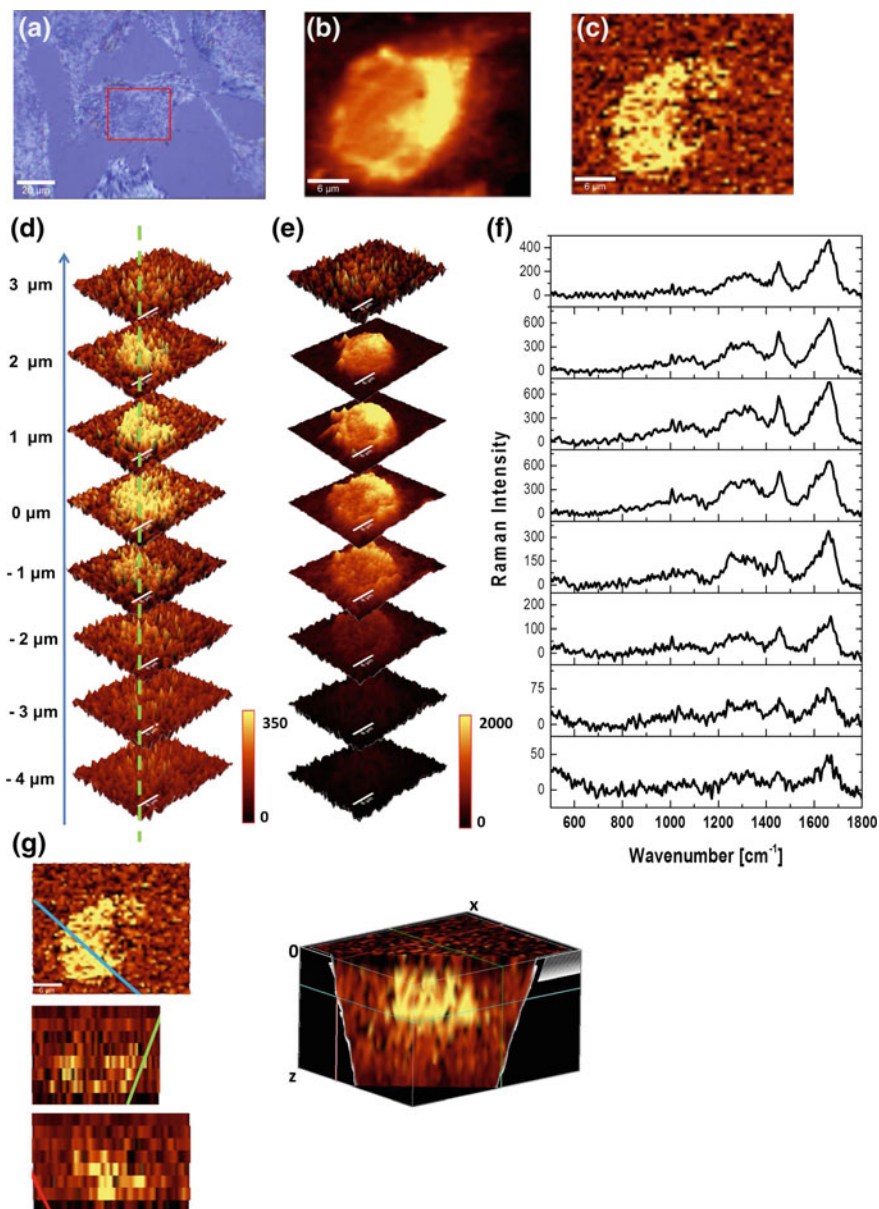 (a)
20 µm
(b)
6 µm
(c)
6 µm
(d)
3 µm
2 µm
1 µm
0 µm
- 1 µm
- 2 µm
- 3 µm
- 4 µm
350
0
(e)
2000
0
(f)
Raman Intensity
400
200
0
600
300
0
600
300
0
600
300
0
300
150
0
200
100
0
75
0
50
0
600 800 1000 1200 1400 1600 1800
Wavenumber [cm⁻¹]
(g)
6 µm
x
0
z